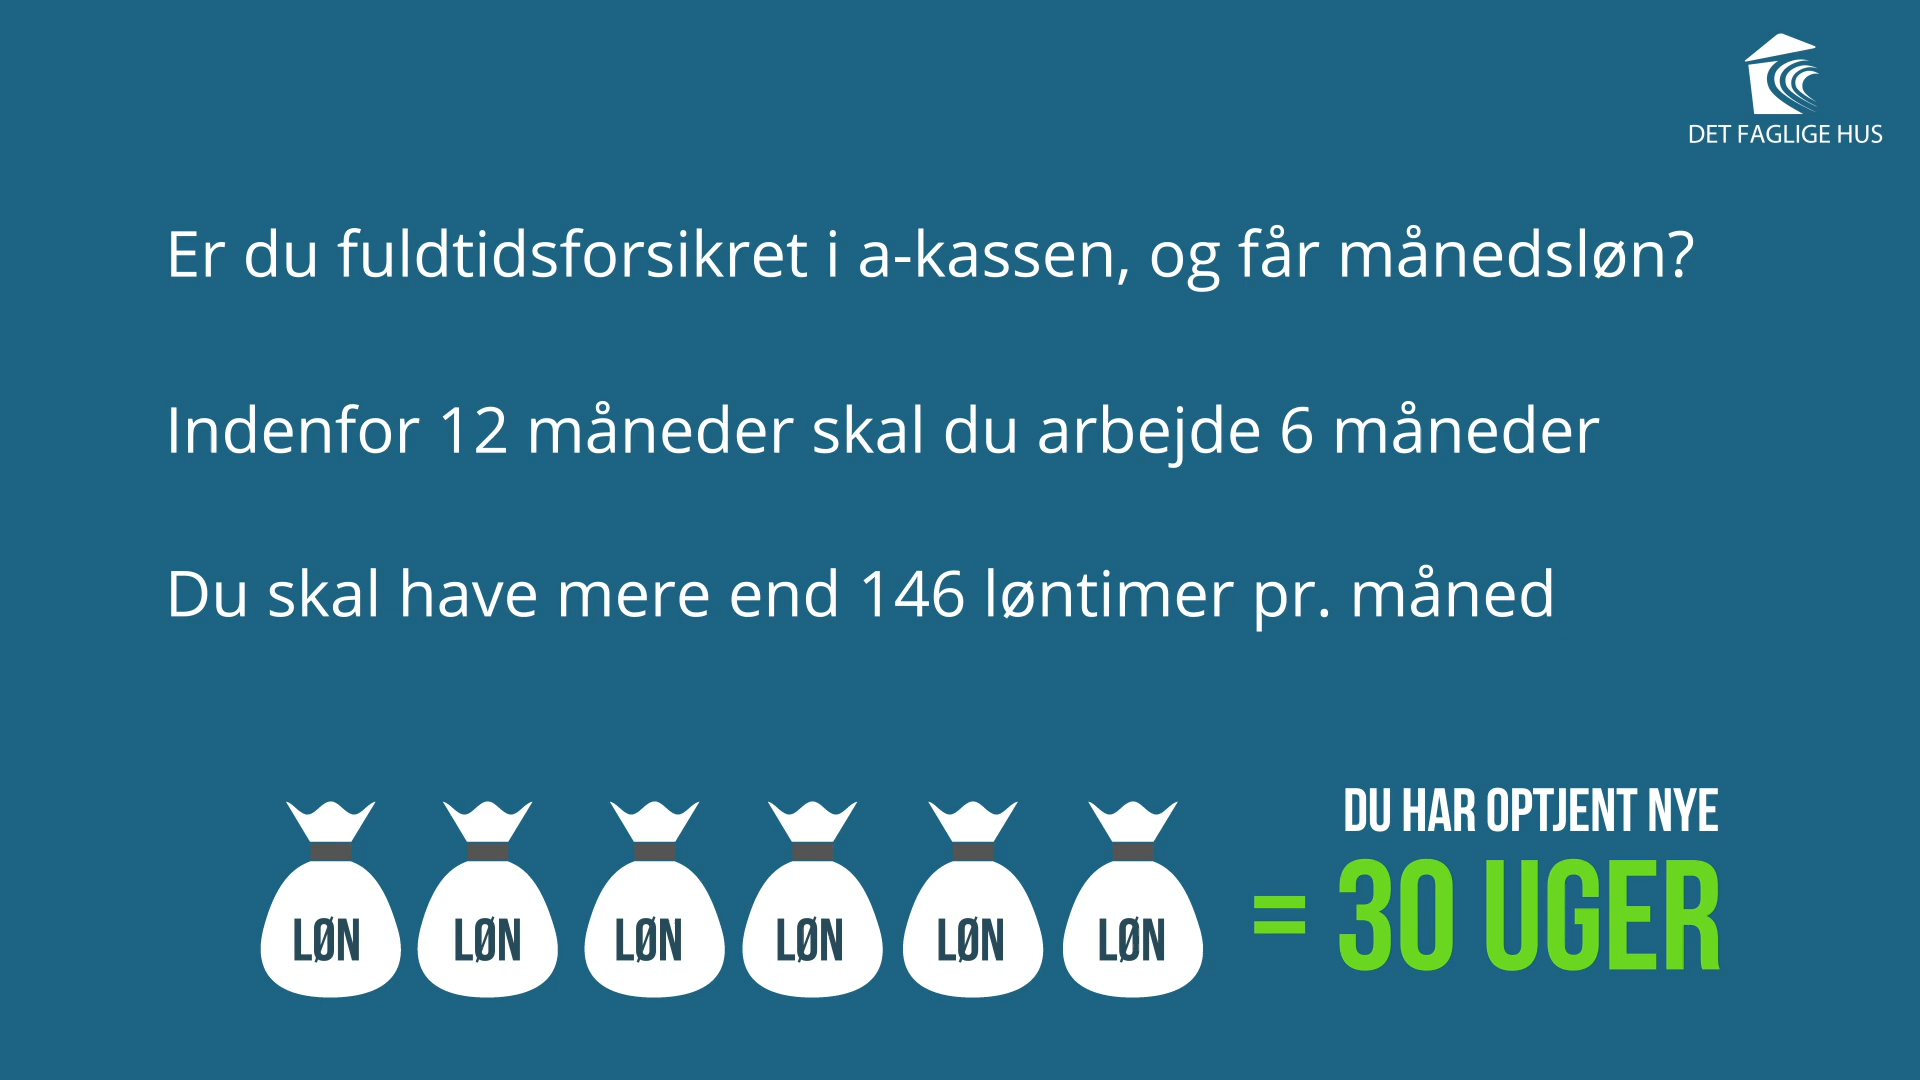 DET FAGLIGE HUS
Er du fuldtidsforsikret i a-kassen, og får månedsløn?
Indenfor 12 måneder skal du arbejde 6 måneder
Du skal have mere end 146 løntimer pr. måned
DU HAR OPTJENT NYE
LØN LØN LØN LØN LØN LØN = 30 UGER